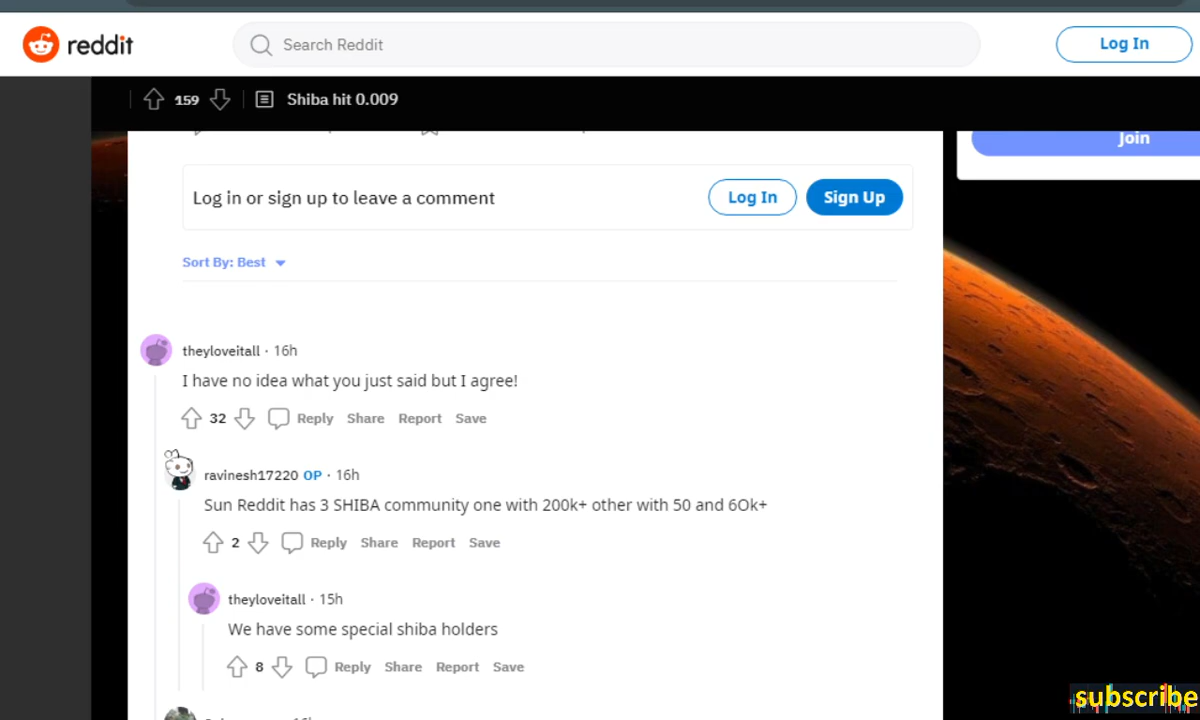 reddit
Search Reddit
Log In
159
Shiba hit 0.009
Join
Log in or sign up to leave a comment
Log In
Sign Up
Sort By: Best
theyloveitall · 16h
I have no idea what you just said but I agree!
32 Reply Share Report Save
ravinesh17220 OP · 16h
Sun Reddit has 3 SHIBA community one with 200k+ other with 50 and 6Ok+
2 Reply Share Report Save
theyloveitall · 15h
We have some special shiba holders
8 Reply Share Report Save
subscribe